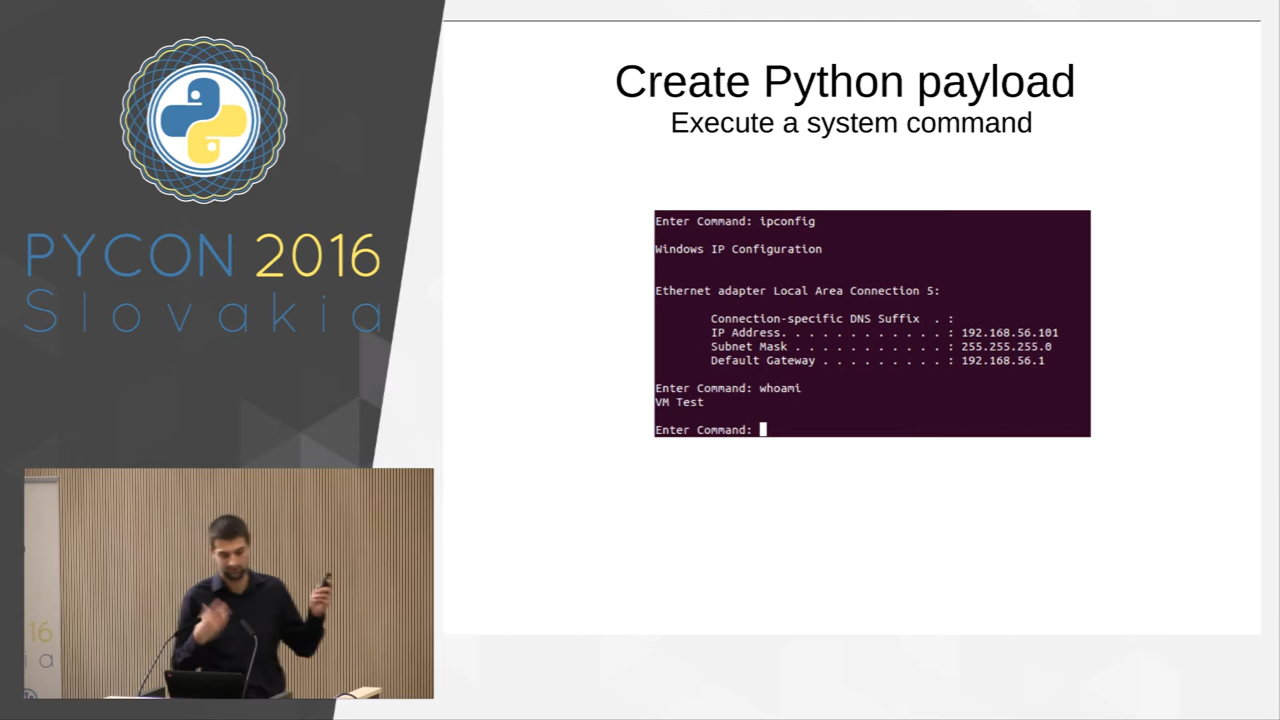 PYCON 2016
Slovakia
Create Python payload
Execute a system command
Enter Command: ipconfig
Windows IP Configuration
Ethernet adapter Local Area Connection 5:
Connection-specific DNS Suffix . :
IP Address. . . . . . . . . . . . : 192.168.56.101
Subnet Mask . . . . . . . . . . . : 255.255.255.0
Default Gateway . . . . . . . . . : 192.168.56.1
Enter Command: whoami
VM Test
Enter Command:
16
ia